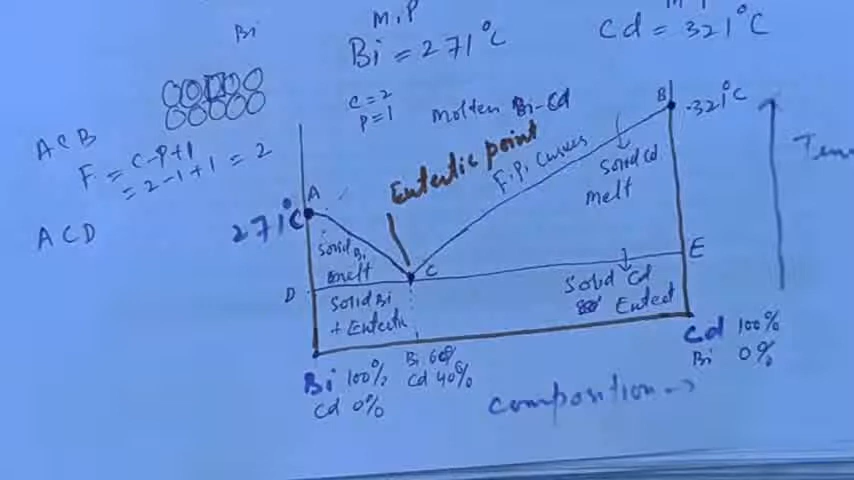 M.P
M.P
Bi
Bi = 271°C
Cd = 321°C
C=2
P=1
Molten Bi-Cd
B
321°C
ACB
F = C-P+1
= 2-1+1 = 2
Eutectic point
F.P. Curves
Solid Cd
melt
A
ACD
271°C
Solid Bi
melt
C
E
D
Solid Bi
+ Eutectic
Solid Cd
Eutect
Bi 100%
Cd 0%
Bi 60%
Cd 40%
Cd 100%
Bi 0%
Composition →